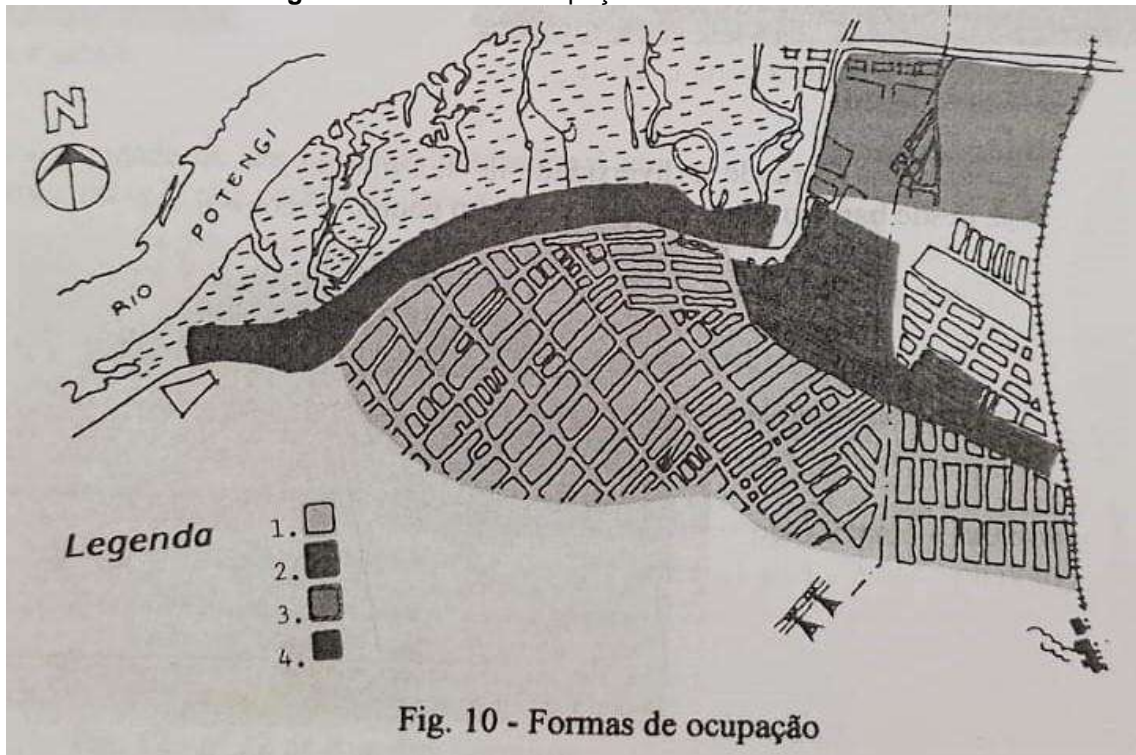 N
RIO POTENGI
Legenda
1.
2.
3.
4.
Fig. 10 - Formas de ocupação